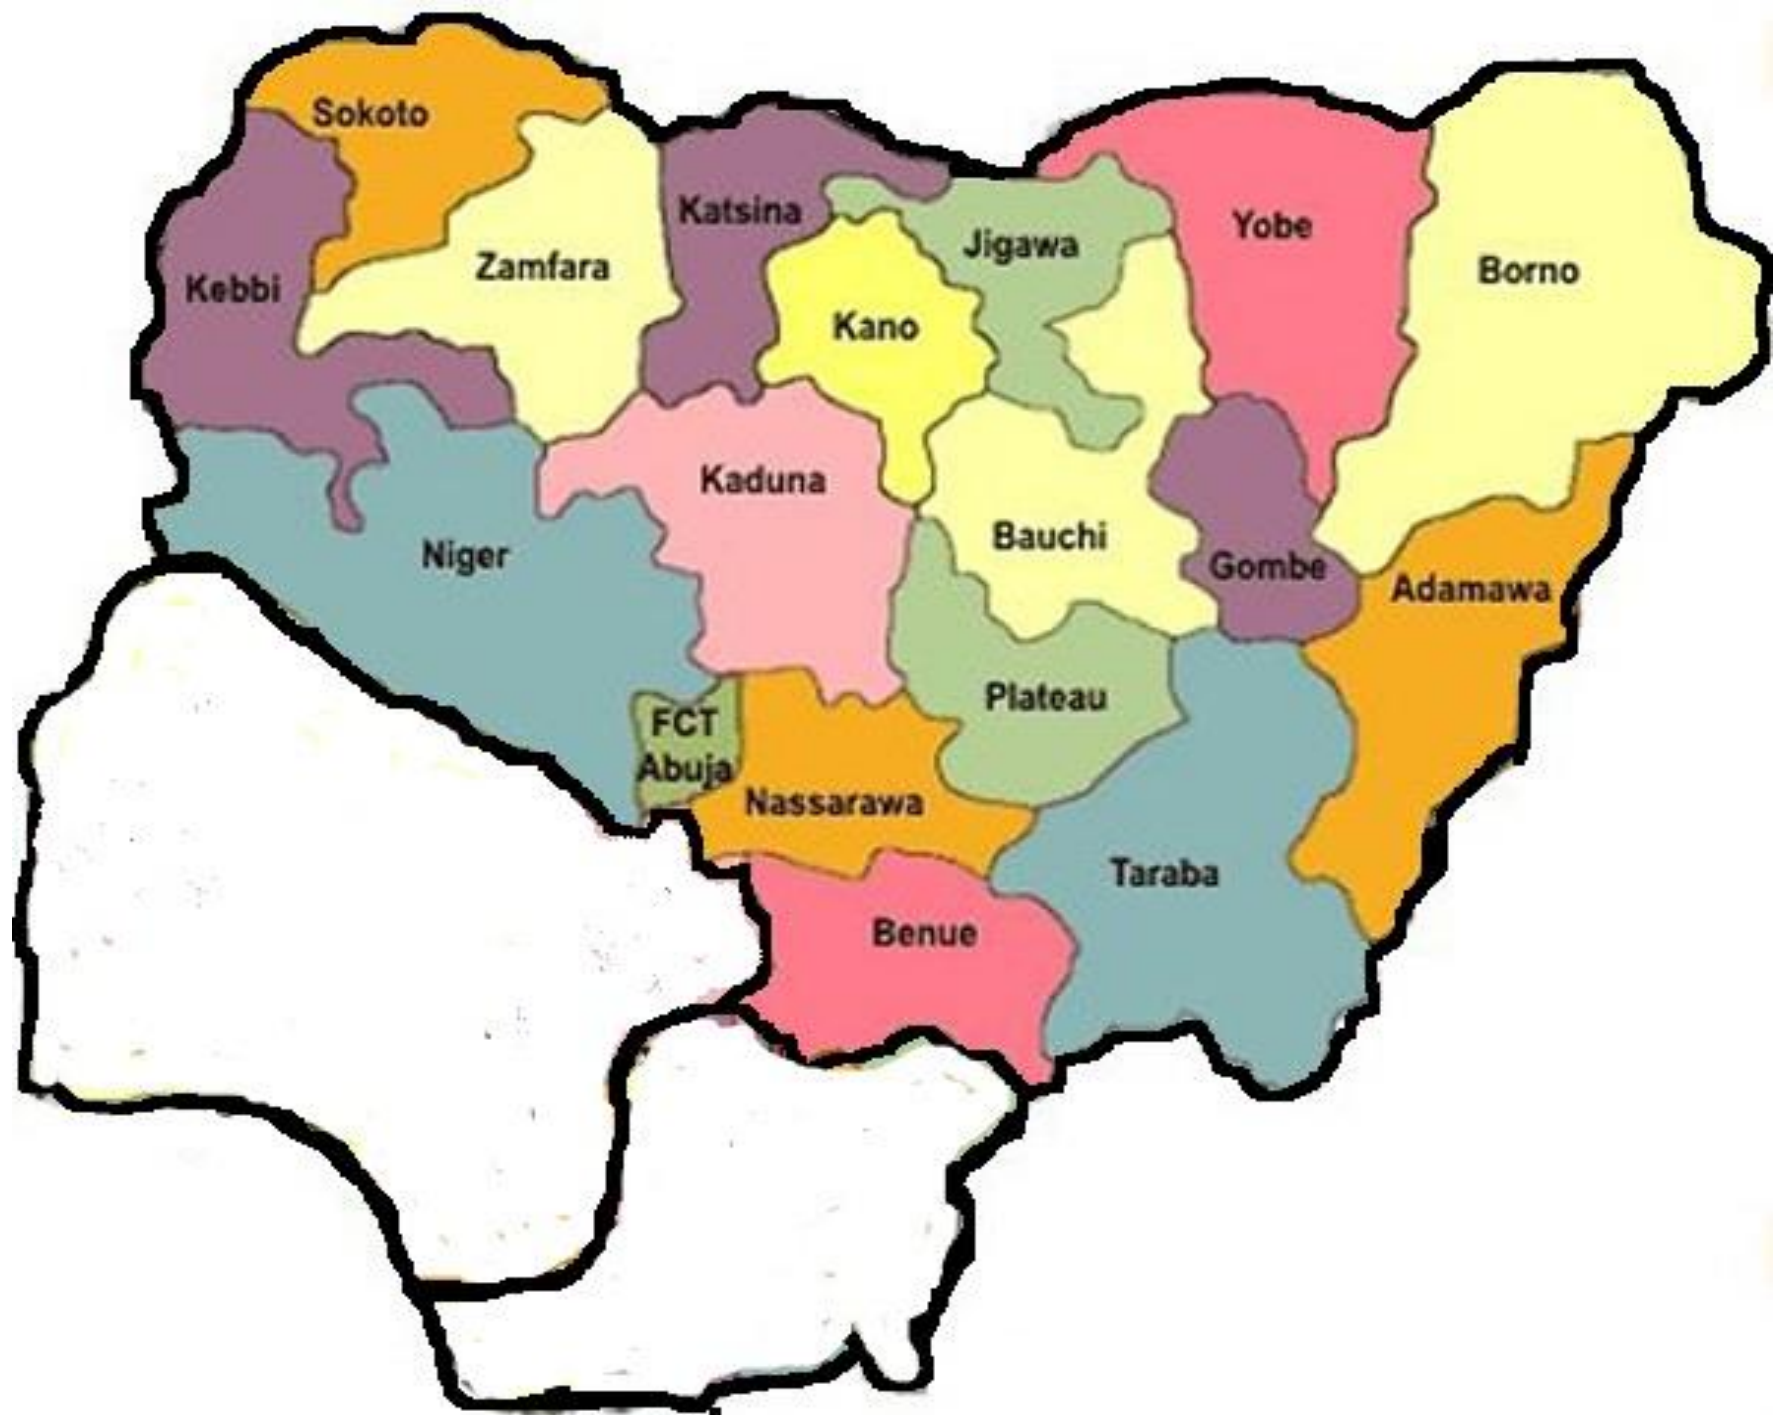 Sokoto
Katsina
Yobe
Jigawa
Zamfara
Borno
Kebbi
Kano
Kaduna
Bauchi
Niger
Gombe
Adamawa
Plateau
FCT
Abuja
Nassarawa
Taraba
Benue